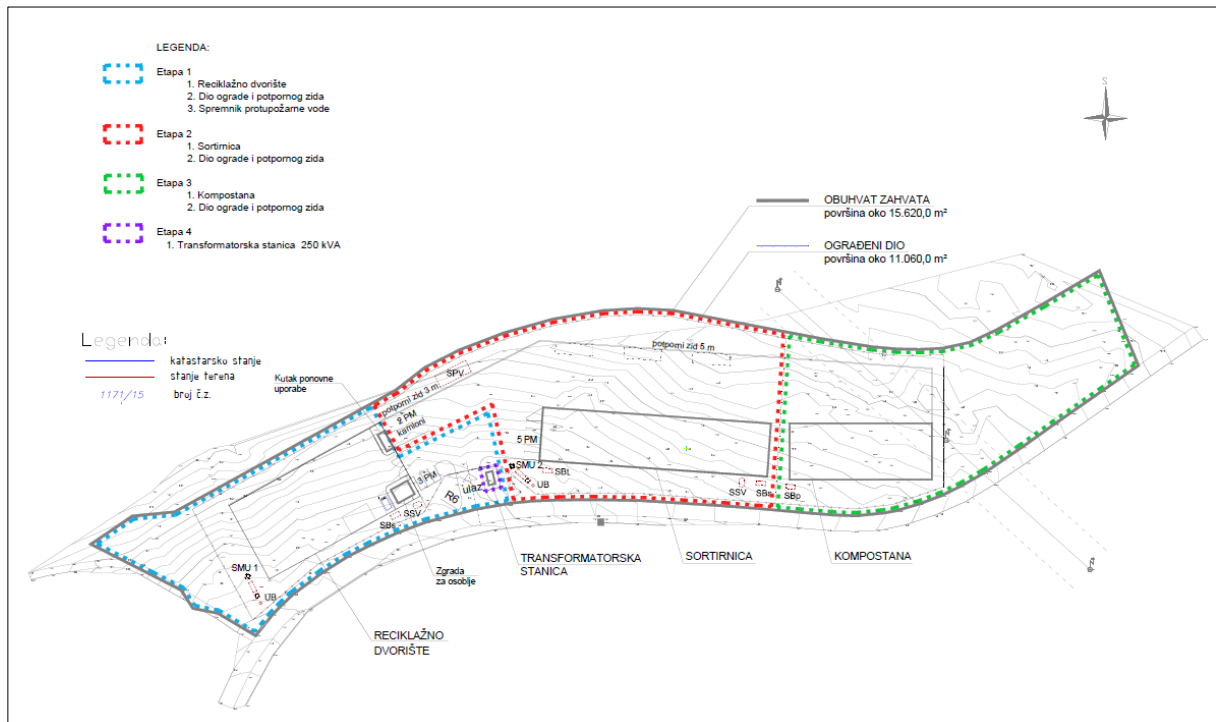 LEGENDA:
Etapa 1
1. Reciklažno dvorište
2. Dio ograde i potpornog zida
3. Spremnik protupožarne vode
Etapa 2
1. Sortirnica
2. Dio ograde i potpornog zida
Etapa 3
1. Kompostana
2. Dio ograde i potpornog zida
Etapa 4
1. Transformatorska stanica 250 kVA
S
OBUHVAT ZAHVATA
površina oko 15.620,0 m²
OGRAĐENI DIO
površina oko 11.060,0 m²
Legenda:
katastarsko stanje
stanje terena
1171/15 broj č.z.
Kutak ponovne
uporabe
potporni zid 3 m
SPV
potporni zid 5 m
2 PM
kamioni
5 PM
3 PM
SMU 2
SBt
UB
ulaz
R6
SSV
SBs
SSV
SBs
SBp
SMU 1
UB
Zgrada
za osoblje
TRANSFORMATORSKA
STANICA
SORTIRNICA
KOMPOSTANA
RECIKLAŽNO
DVORIŠTE